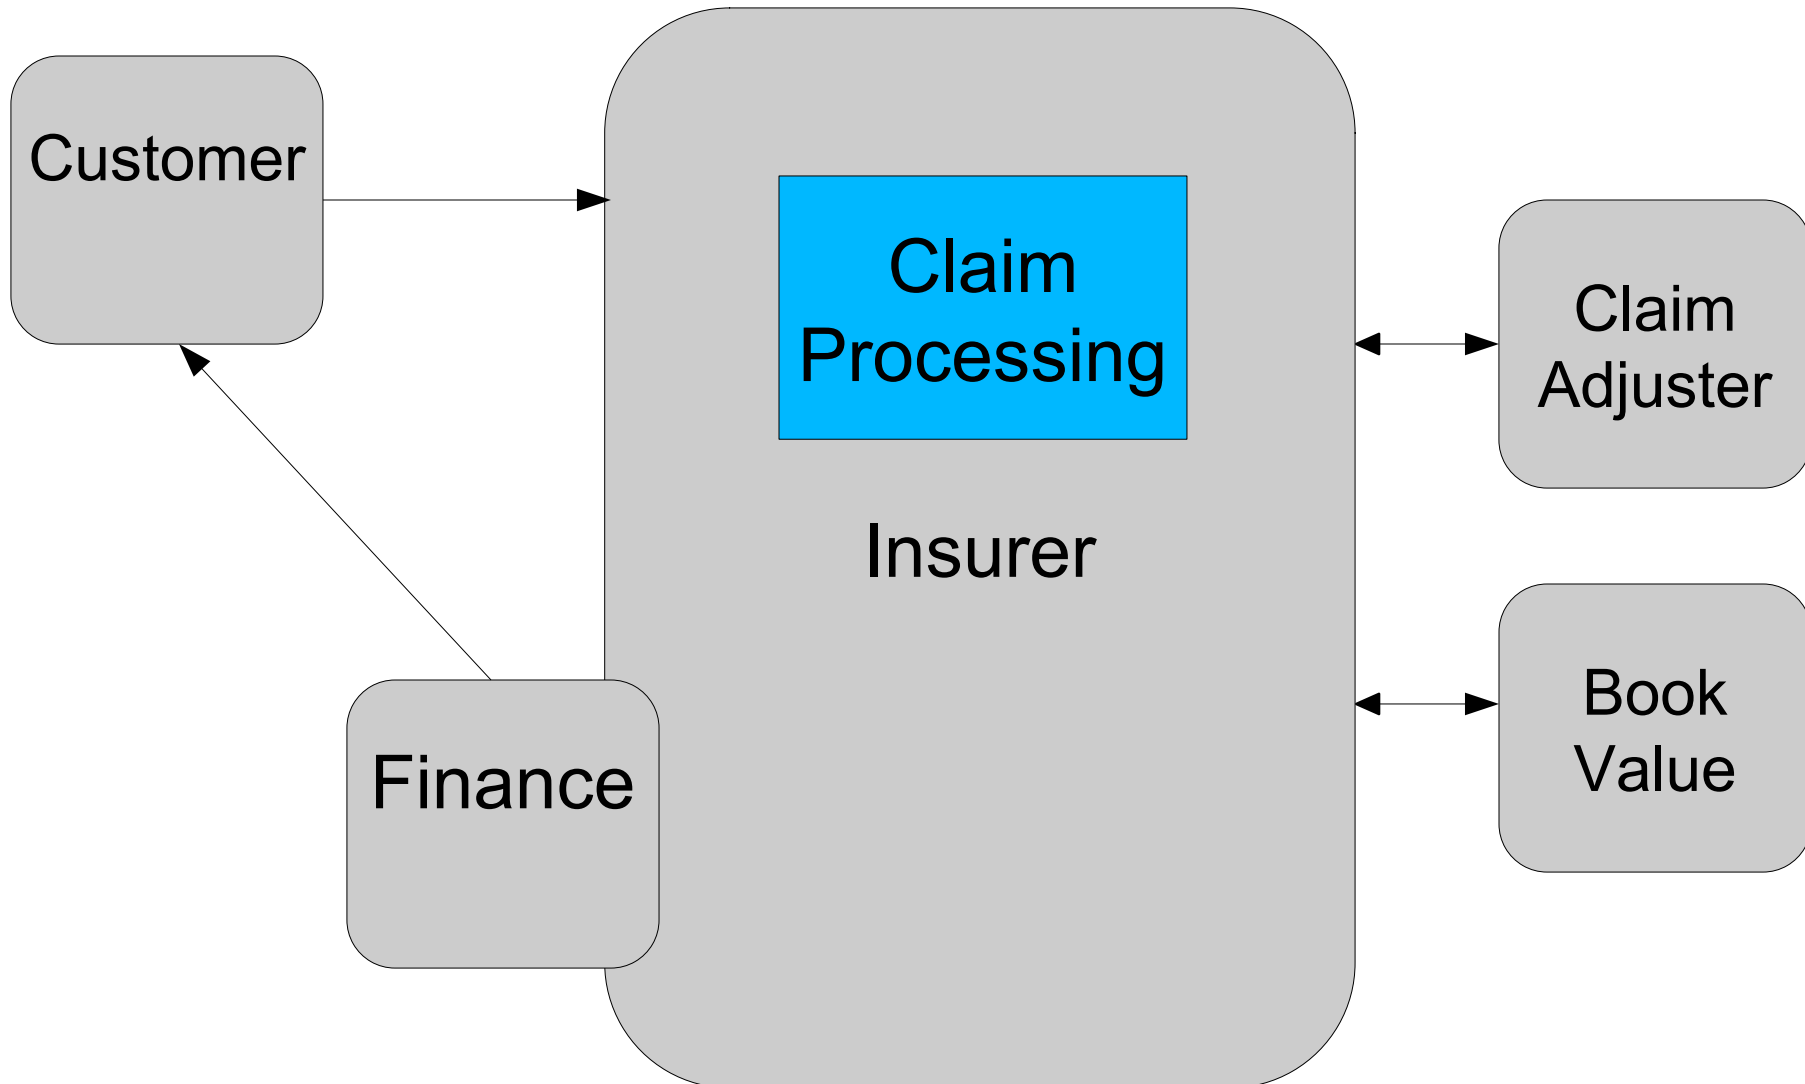 Customer
Claim
Processing
Insurer
Finance
Claim
Adjuster
Book
Value